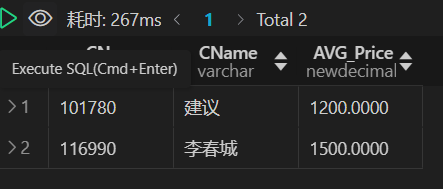 耗时: 267ms < 1 > Total 2
CName AVG_Price
varchar newdecimal
Execute SQL(Cmd+Enter)
1 101780 建议 1200.0000
2 116990 李春城 1500.0000